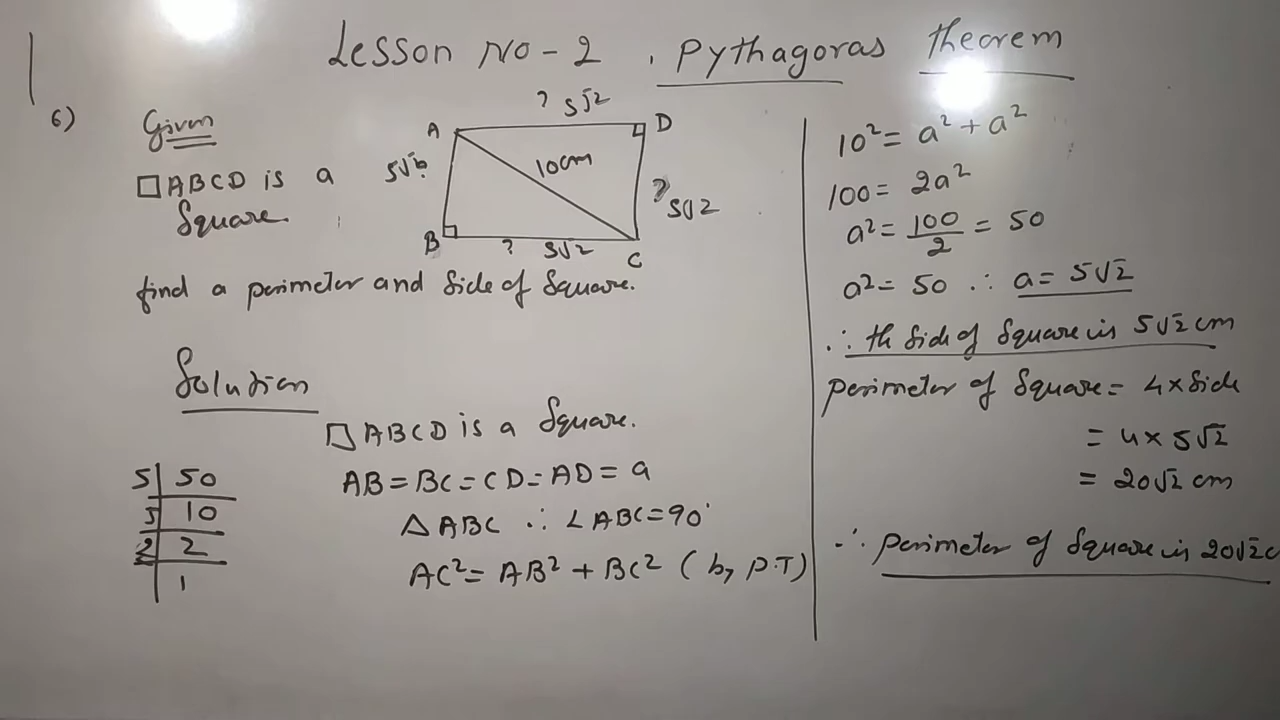 Lesson No - 2 . Pythagoras theorem
6) Given
□ABCD is a
Square.
find a perimeter and Side of Square.
? 5√2
A
D
5√2
?
10cm
? 5√2
B
? 5√2
C
Solution
□ABCD is a Square.
AB = BC = CD = AD = a
△ABC ∴ ∠ABC = 90°
AC² = AB² + BC² (by P.T)
5 | 50
5 | 10
2 | 2
| 1
10² = a² + a²
100 = 2a²
a² = 100/2 = 50
a² = 50 ∴ a = 5√2
∴ th Side of Square is 5√2 cm
perimeter of Square = 4 × Side
= 4 × 5√2
= 20√2 cm
∴ perimeter of Square is 20√2 c